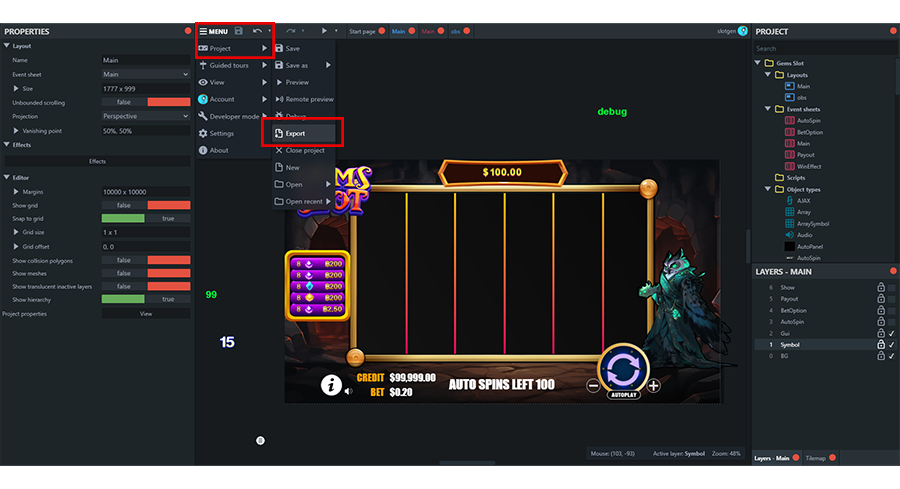 PROPERTIES
Layout
Name Main
Event sheet Main
Size 1777 x 999
Unbounded scrolling false
Projection Perspective
Vanishing point 50%, 50%
Effects
Effects
Editor
Margins 10000 x 10000
Show grid false
Snap to grid true
Grid size 1 x 1
Grid offset 0, 0
Show collision polygons false
Show meshes false
Show translucent inactive layers false
Show hierarchy true
Project properties View
MENU
Start page Main Main obs
slotgen
Project
Guided tours
View
Account
Developer mode
Settings
About
Save
Save as
Preview
Remote preview
Debug
Export
Close project
New
Open
Open recent
debug
$100.00
8 ฿200
8 ฿200
8 ฿200
8 ฿200
8 ฿2.50
99
15
CREDIT $99,999.00
BET $0.20
AUTO SPINS LEFT 100
AUTOPLAY
Mouse: (103, -93) Active layer: Symbol Zoom: 48%
PROJECT
Search
Gems Slot
Layouts
Main
obs
Event sheets
AutoSpin
BetOption
Main
Payout
WinEffect
Scripts
Object types
AJAX
Array
ArraySymbol
Audio
AutoPanel
AutoSpin
LAYERS - MAIN
6 Show
5 Payout
4 BetOption
3 AutoSpin
2 Gui
1 Symbol
0 BG
Layers - Main Tilemap